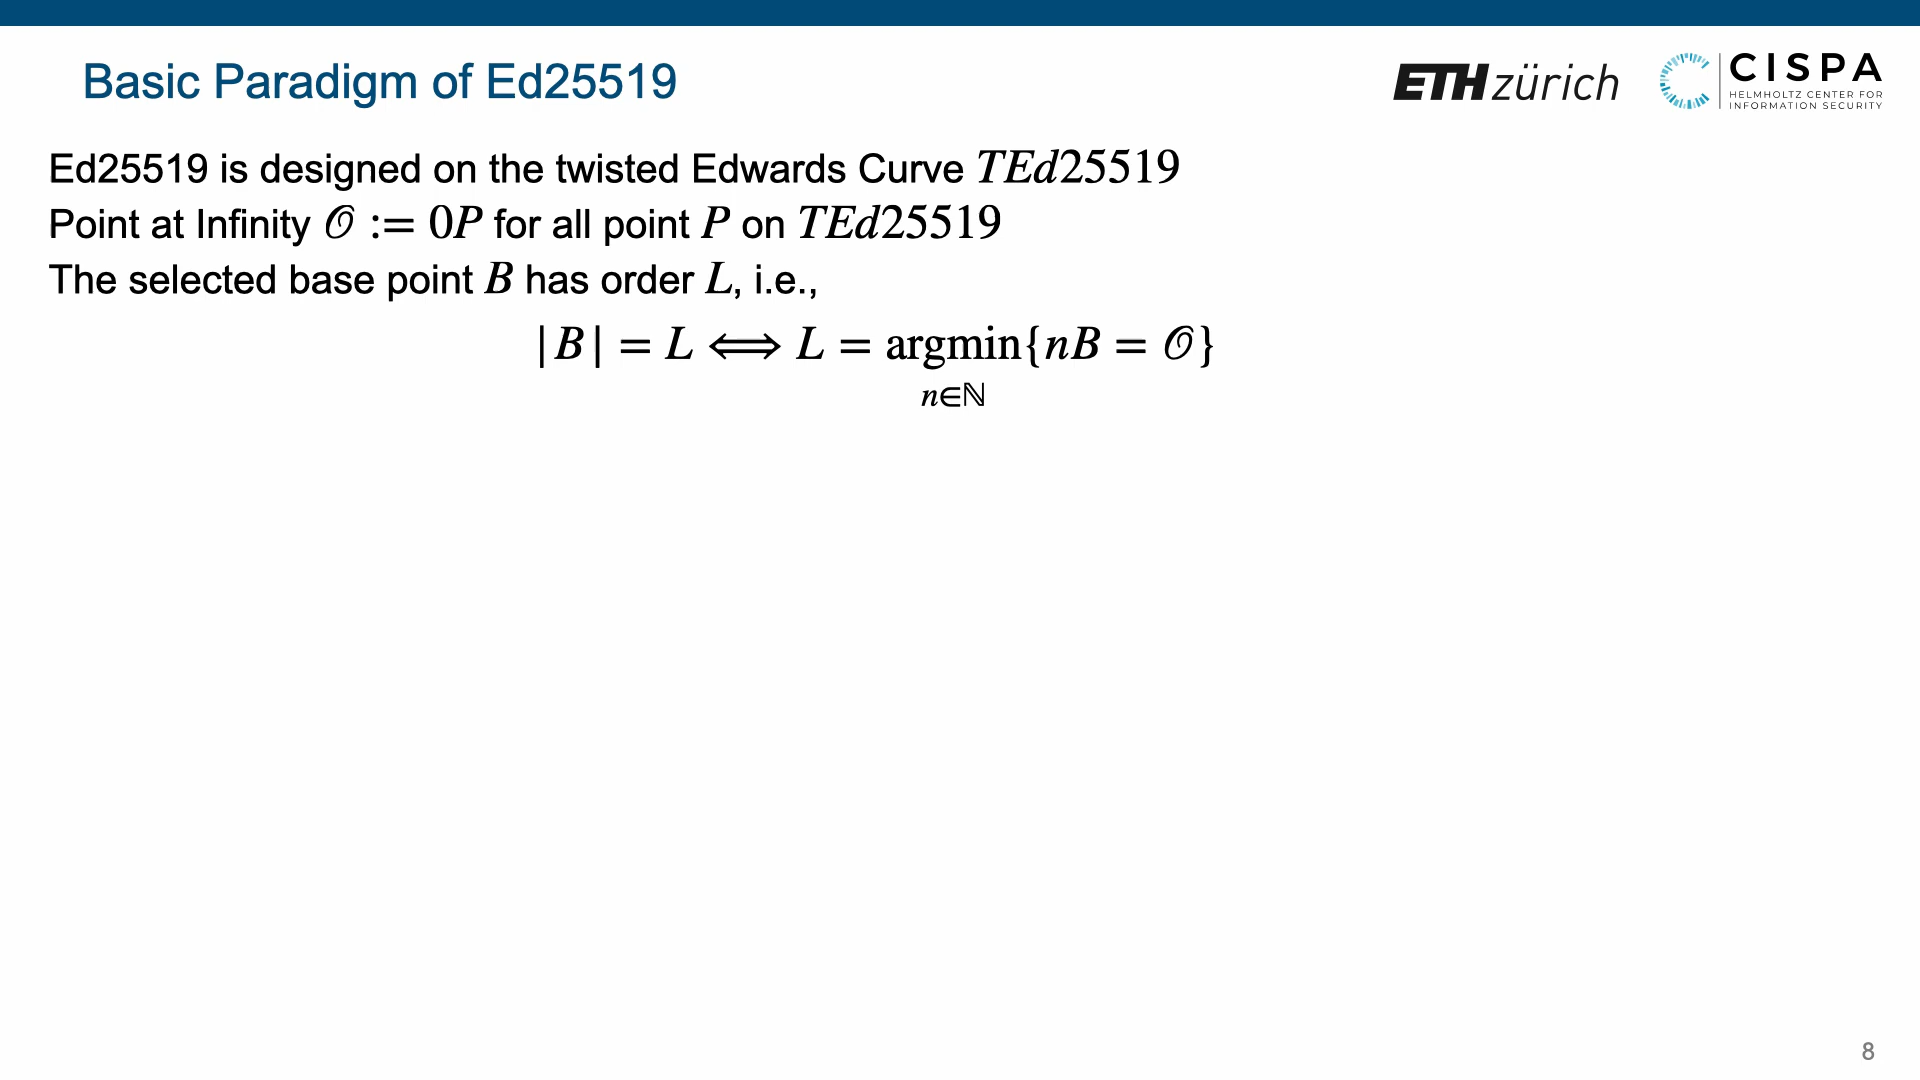 Basic Paradigm of Ed25519
ETH zürich
CISPA
HELMHOLTZ CENTER FOR
INFORMATION SECURITY
Ed25519 is designed on the twisted Edwards Curve TEd25519
Point at Infinity 𝒪 := 0P for all point P on TEd25519
The selected base point B has order L, i.e.,
|B| = L ⟺ L = argmin{nB = 𝒪}
n∈ℕ
8